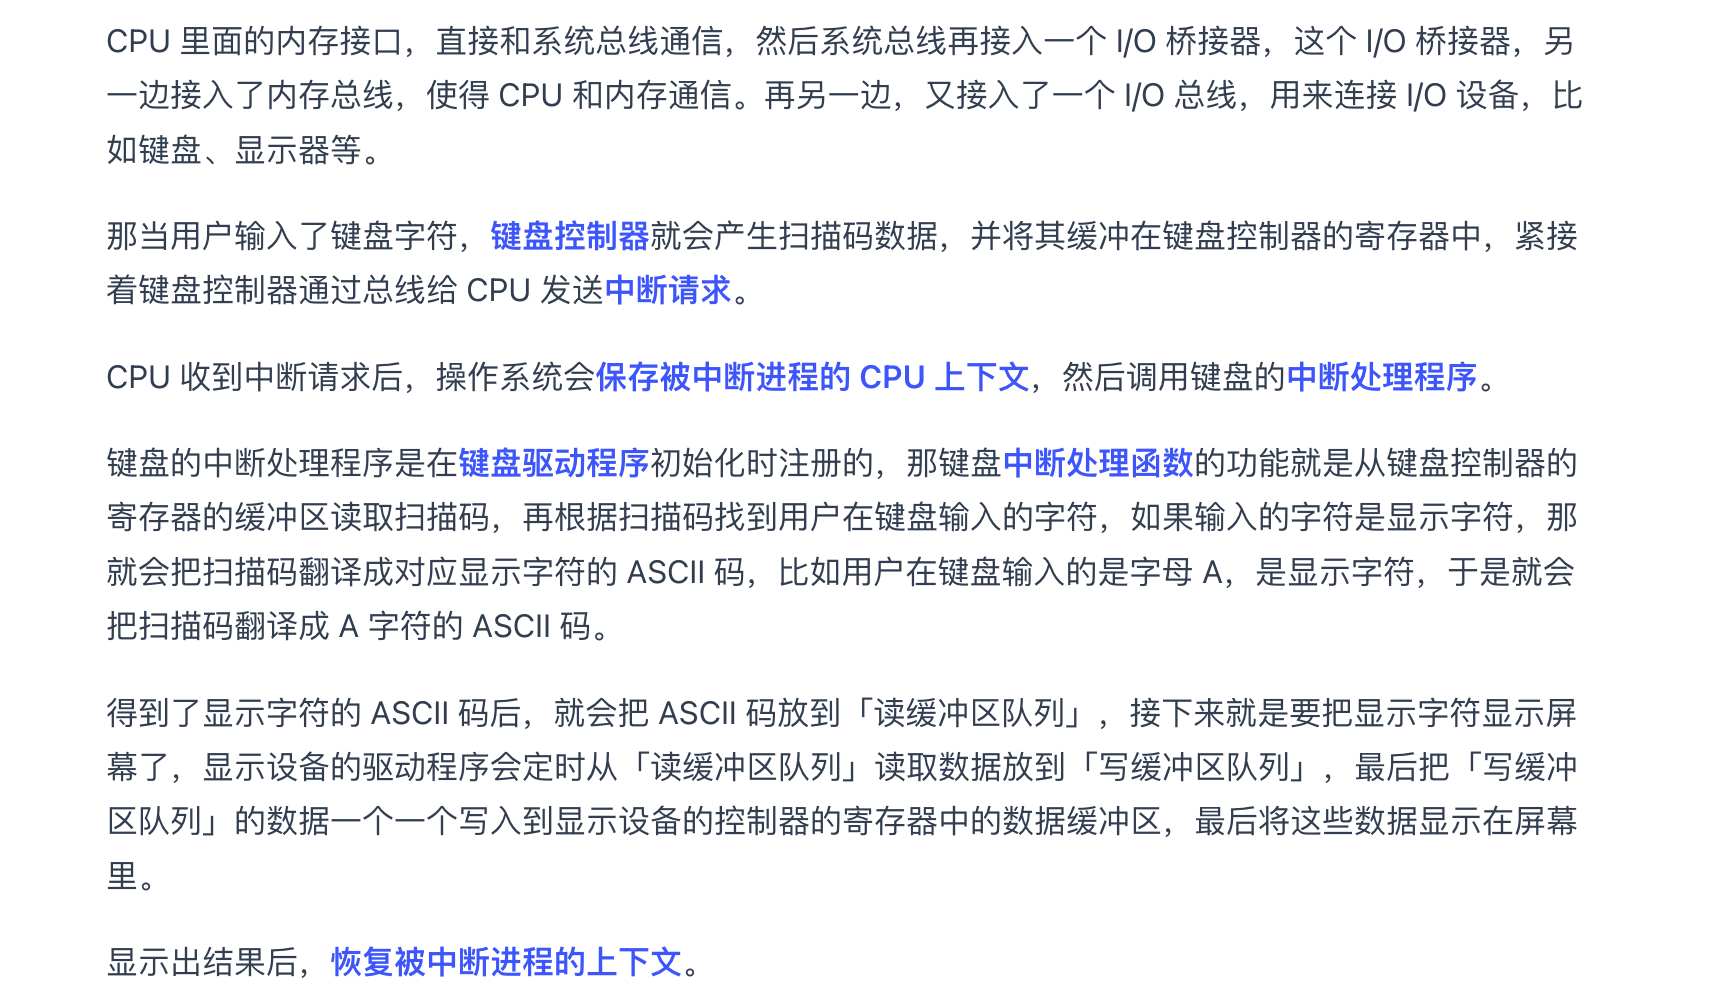 CPU 里面的内存接口，直接和系统总线通信，然后系统总线再接入一个 I/O 桥接器，这个 I/O 桥接器，另
一边接入了内存总线，使得 CPU 和内存通信。再另一边，又接入了一个 I/O 总线，用来连接 I/O 设备，比
如键盘、显示器等。
那当用户输入了键盘字符，键盘控制器就会产生扫描码数据，并将其缓冲在键盘控制器的寄存器中，紧接
着键盘控制器通过总线给 CPU 发送中断请求。
CPU 收到中断请求后，操作系统会保存被中断进程的 CPU 上下文，然后调用键盘的中断处理程序。
键盘的中断处理程序是在键盘驱动程序初始化时注册的，那键盘中断处理函数的功能就是从键盘控制器的
寄存器的缓冲区读取扫描码，再根据扫描码找到用户在键盘输入的字符，如果输入的字符是显示字符，那
就会把扫描码翻译成对应显示字符的 ASCII 码，比如用户在键盘输入的是字母 A，是显示字符，于是就会
把扫描码翻译成 A 字符的 ASCII 码。
得到了显示字符的 ASCII 码后，就会把 ASCII 码放到「读缓冲区队列」，接下来就是要把显示字符显示屏
幕了，显示设备的驱动程序会定时从「读缓冲区队列」读取数据放到「写缓冲区队列」，最后把「写缓冲
区队列」的数据一个一个写入到显示设备的控制器的寄存器中的数据缓冲区，最后将这些数据显示在屏幕
里。
显示出结果后，恢复被中断进程的上下文。